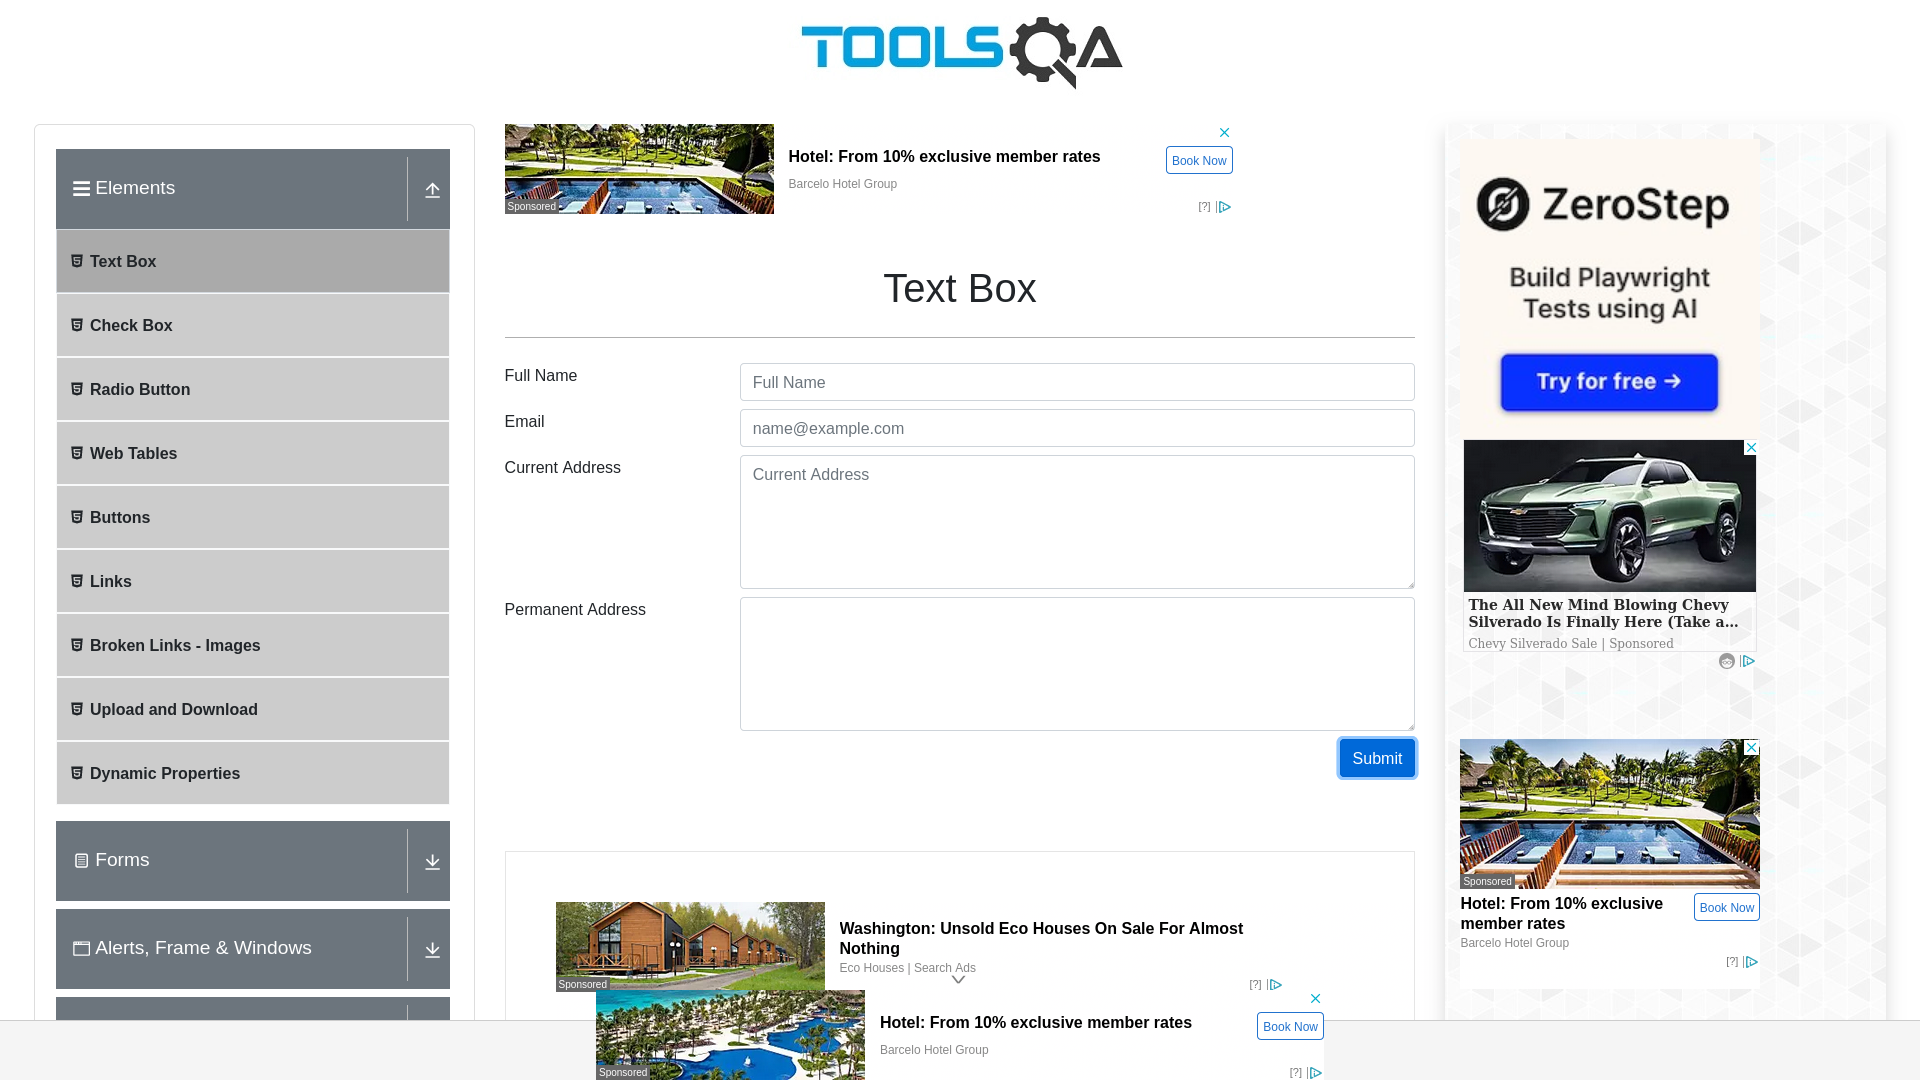 TOOLSQA
Elements
Text Box
Check Box
Radio Button
Web Tables
Buttons
Links
Broken Links - Images
Upload and Download
Dynamic Properties
Forms
Alerts, Frame & Windows
Sponsored
Hotel: From 10% exclusive member rates
Barcelo Hotel Group
Book Now
[?]
Text Box
Full Name
Full Name
Email
name@example.com
Current Address
Current Address
Permanent Address
Submit
Sponsored
Washington: Unsold Eco Houses On Sale For Almost
Nothing
Eco Houses | Search Ads
[?]
Sponsored
Hotel: From 10% exclusive member rates
Barcelo Hotel Group
Book Now
[?]
ZeroStep
Build Playwright
Tests using AI
Try for free →
The All New Mind Blowing Chevy
Silverado Is Finally Here (Take a...
Chevy Silverado Sale | Sponsored
Sponsored
Hotel: From 10% exclusive
member rates
Barcelo Hotel Group
Book Now
[?]